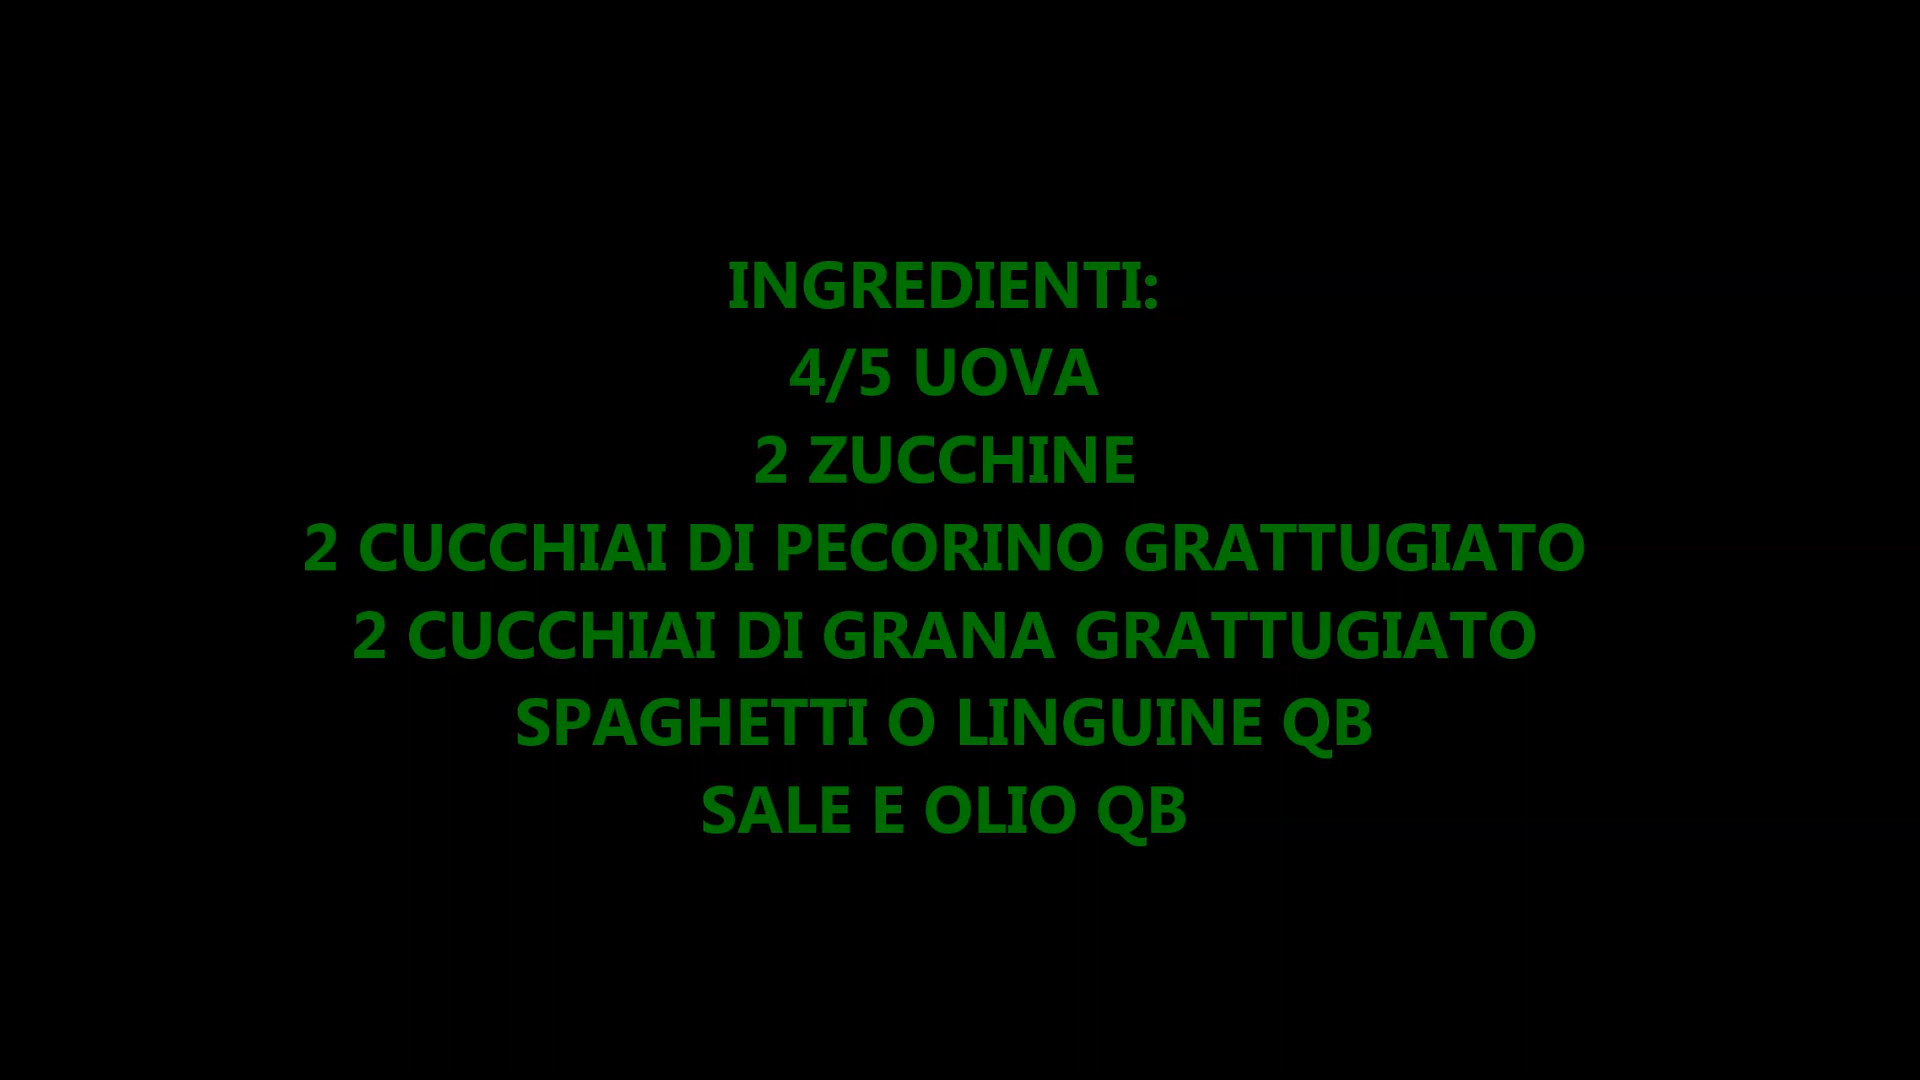 INGREDIENTI:
4/5 UOVA
2 ZUCCHINE
2 CUCCHIAI DI PECORINO GRATTUGIATO
2 CUCCHIAI DI GRANA GRATTUGIATO
SPAGHETTI O LINGUINE QB
SALE E OLIO QB